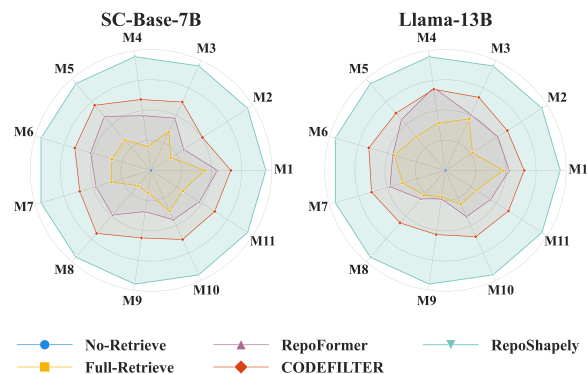 SC-Base-7B
M4
M3
M5
M2
M6
M1
M7
M11
M8
M10
M9
Llama-13B
M4
M3
M5
M2
M6
M1
M7
M11
M8
M10
M9
No-Retrieve
RepoFormer
RepoShapely
Full-Retrieve
CODEFILTER